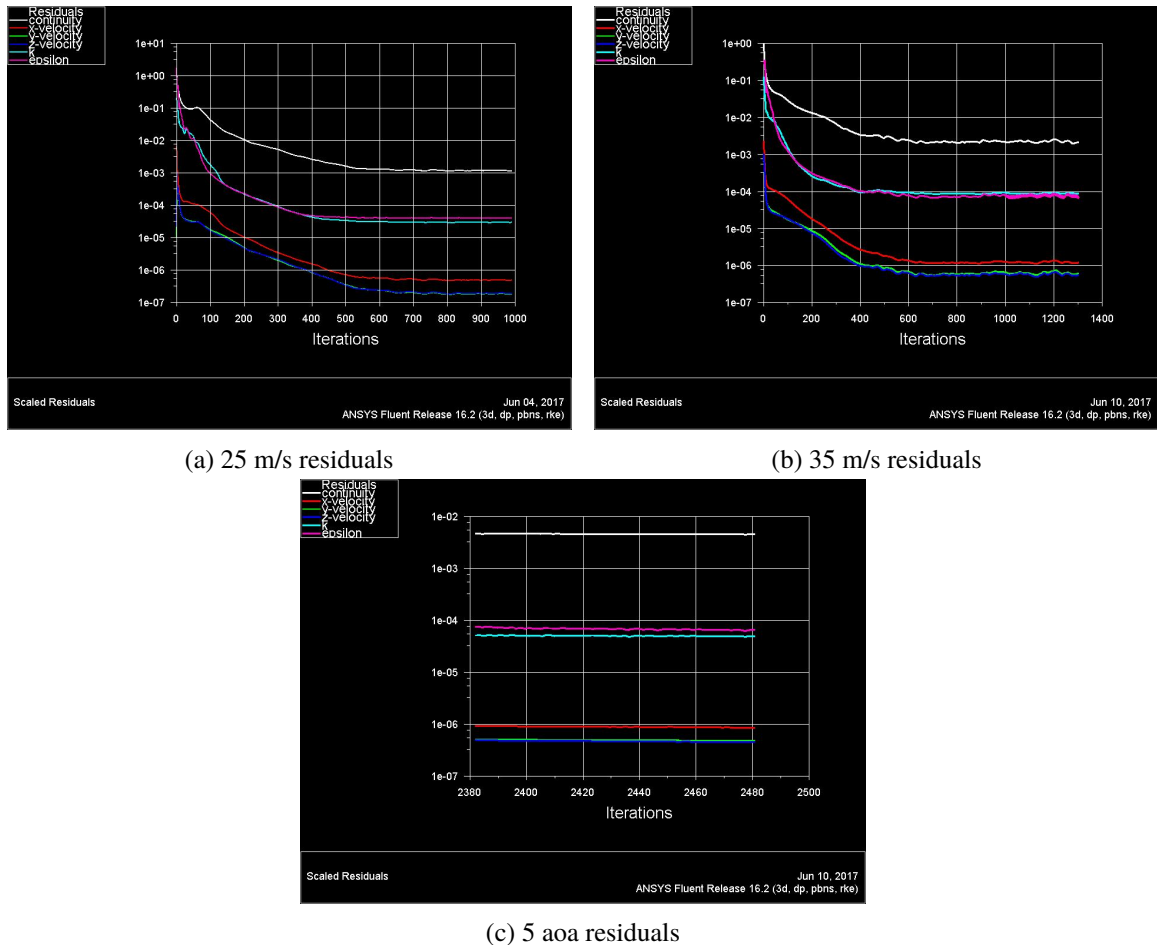 Residuals
continuity
x-velocity
y-velocity
z-velocity
k
epsilon
1e+01
1e+00
1e-01
1e-02
1e-03
1e-04
1e-05
1e-06
1e-07
0 100 200 300 400 500 600 700 800 900 1000
Iterations
Scaled Residuals
Jun 04, 2017
ANSYS Fluent Release 16.2 (3d, dp, pbns, rke)
(a) 25 m/s residuals
Residuals
continuity
x-velocity
y-velocity
z-velocity
k
epsilon
1e+00
1e-01
1e-02
1e-03
1e-04
1e-05
1e-06
1e-07
0 200 400 600 800 1000 1200 1400
Iterations
Scaled Residuals
Jun 10, 2017
ANSYS Fluent Release 16.2 (3d, dp, pbns, rke)
(b) 35 m/s residuals
Residuals
continuity
x-velocity
y-velocity
z-velocity
k
epsilon
1e-02
1e-03
1e-04
1e-05
1e-06
1e-07
2380 2400 2420 2440 2460 2480 2500
Iterations
Scaled Residuals
Jun 10, 2017
ANSYS Fluent Release 16.2 (3d, dp, pbns, rke)
(c) 5 aoa residuals